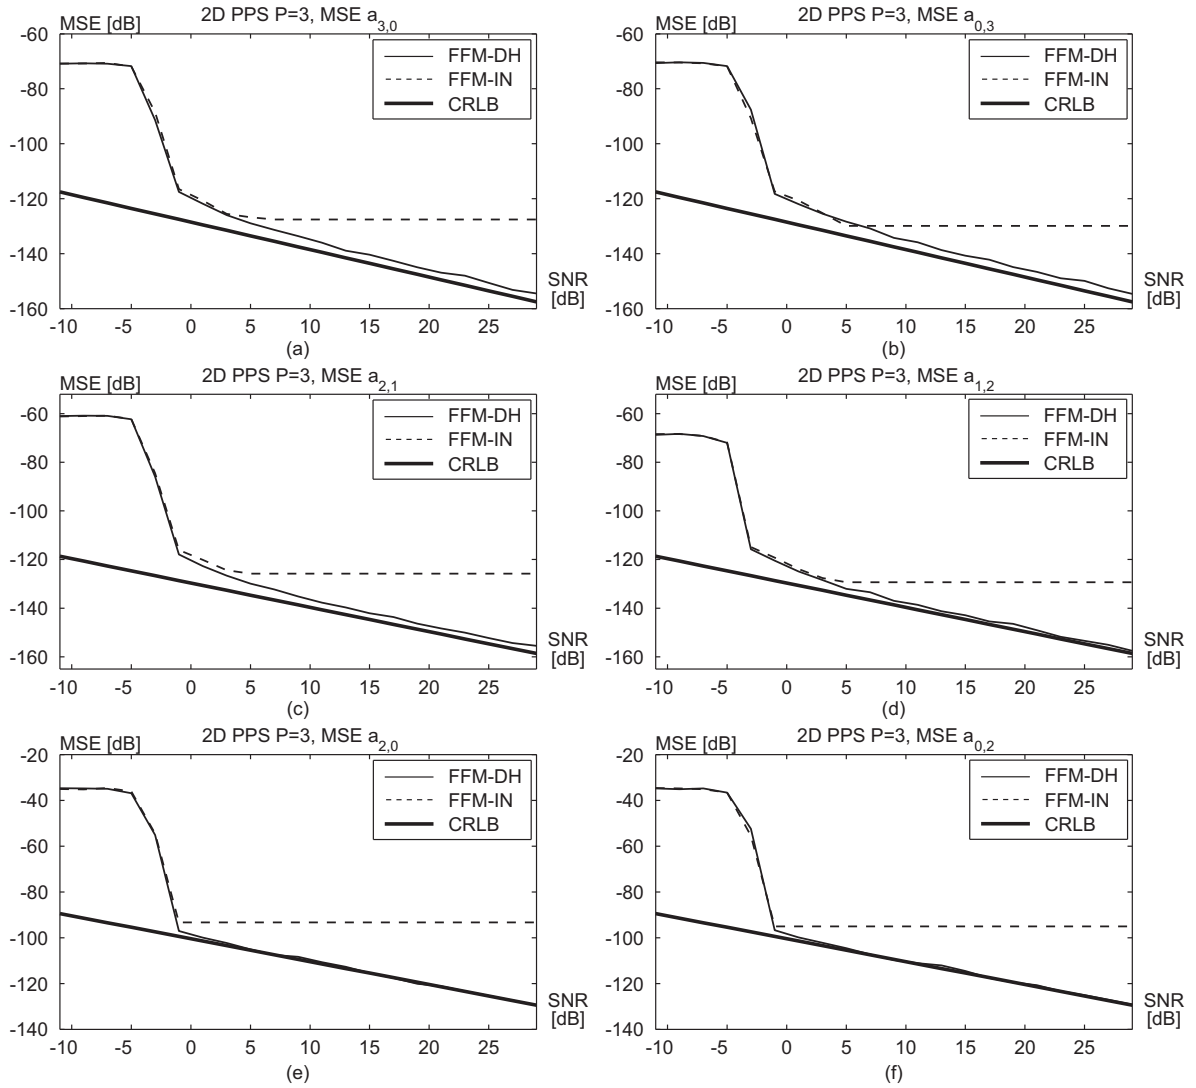 MSE [dB]
2D PPS P=3, MSE a3,0
-60
-80
-100
-120
-140
-160
FFM-DH
FFM-IN
CRLB
SNR
[dB]
-10 -5 0 5 10 15 20 25
(a)
MSE [dB]
2D PPS P=3, MSE a0,3
-60
-80
-100
-120
-140
-160
FFM-DH
FFM-IN
CRLB
SNR
[dB]
-10 -5 0 5 10 15 20 25
(b)
MSE [dB]
2D PPS P=3, MSE a2,1
-60
-80
-100
-120
-140
-160
FFM-DH
FFM-IN
CRLB
SNR
[dB]
-10 -5 0 5 10 15 20 25
(c)
MSE [dB]
2D PPS P=3, MSE a1,2
-60
-80
-100
-120
-140
-160
FFM-DH
FFM-IN
CRLB
SNR
[dB]
-10 -5 0 5 10 15 20 25
(d)
MSE [dB]
2D PPS P=3, MSE a2,0
-20
-40
-60
-80
-100
-120
-140
FFM-DH
FFM-IN
CRLB
SNR
[dB]
-10 -5 0 5 10 15 20 25
(e)
MSE [dB]
2D PPS P=3, MSE a0,2
-20
-40
-60
-80
-100
-120
-140
FFM-DH
FFM-IN
CRLB
SNR
[dB]
-10 -5 0 5 10 15 20 25
(f)